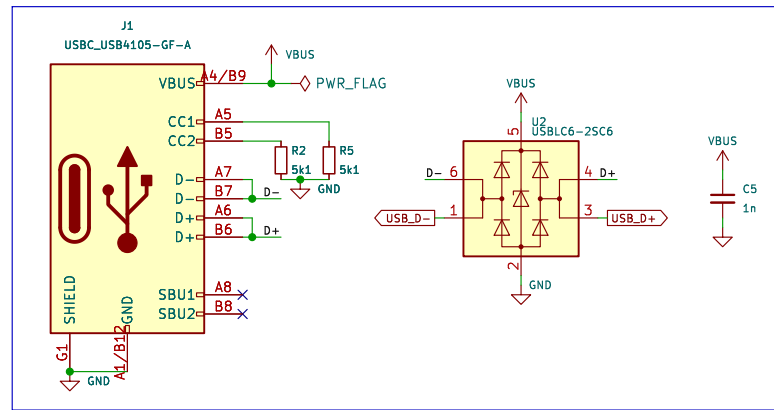 J1
USBC_USB4105-GF-A
VBUS
A4/B9
VBUS
PWR_FLAG
CC1
A5
CC2
B5
R2
5k1
R5
5k1
GND
D-
A7
D-
B7
D-
D+
A6
D+
B6
D+
SBU1
A8
SBU2
B8
SHIELD
GND
G1
A1/B12
GND
VBUS
U2
USBLC6-2SC6
5
D-
6
4
D+
USB_D-
1
3
USB_D+
2
GND
VBUS
C5
1n